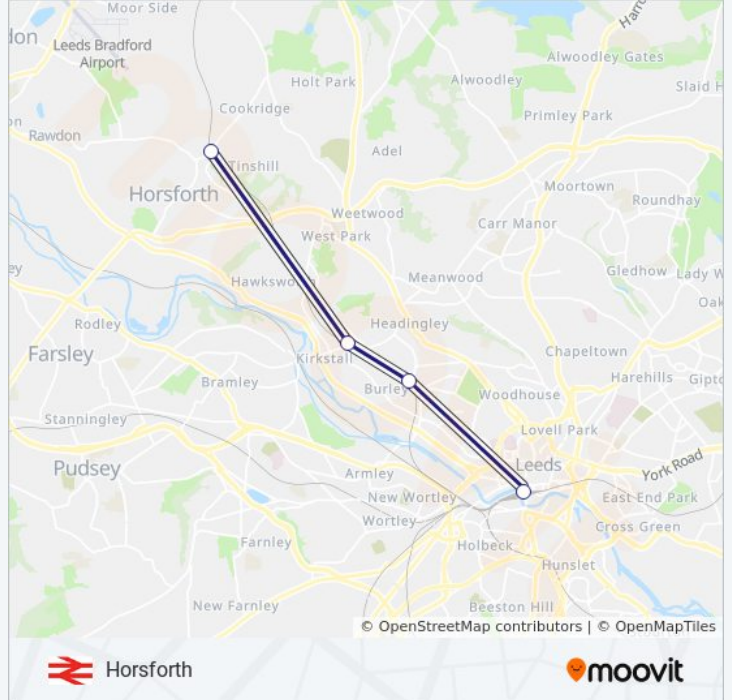 Moor Side
Harro
don
Leeds Bradford
Airport
Alwoodley Gates
Holt Park
Alwoodley
Slaid H
Cookridge
Primley Park
on
Rawdon
Adel
Tinshill
Moortown
Horsforth
Roundhay
Weetwood
Carr Manor
West Park
ey
Gledhow
Lady W
Hawkswo
Meanwood
Oak
Rodley
Headingley
Farsley
Kirkstall
Chapeltown
Bramley
Burley
Harehills
Gipto
Woodhouse
Stanningley
Lovell Park
Pudsey
Leeds
York Road
Armley
New Wortley
East End Park
Wortley
Cross Green
Farnley
Holbeck
Hunslet
New Farnley
Beeston Hill
© OpenStreetMap contributors | © OpenMapTiles
Horsforth
moovit